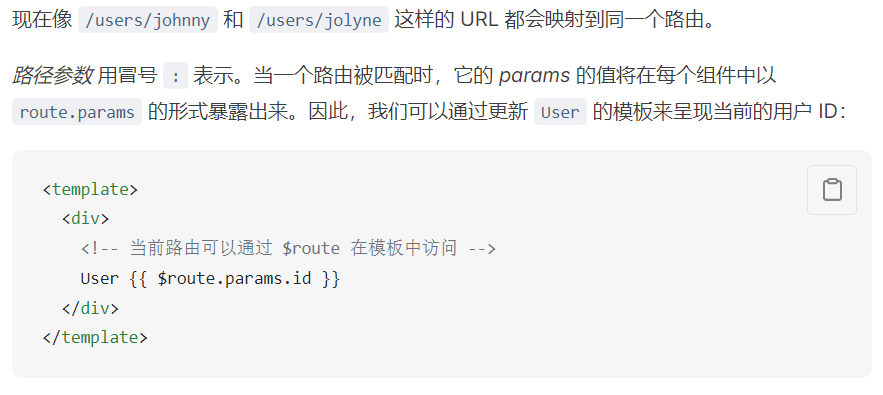 现在像 /users/johnny 和 /users/jolyne 这样的 URL 都会映射到同一个路由。
路径参数 用冒号 : 表示。当一个路由被匹配时，它的 params 的值将在每个组件中以
route.params 的形式暴露出来。因此，我们可以通过更新 User 的模板来呈现当前的用户 ID：
<template>
  <div>
    <!-- 当前路由可以通过 $route 在模板中访问 -->
    User {{ $route.params.id }}
  </div>
</template>